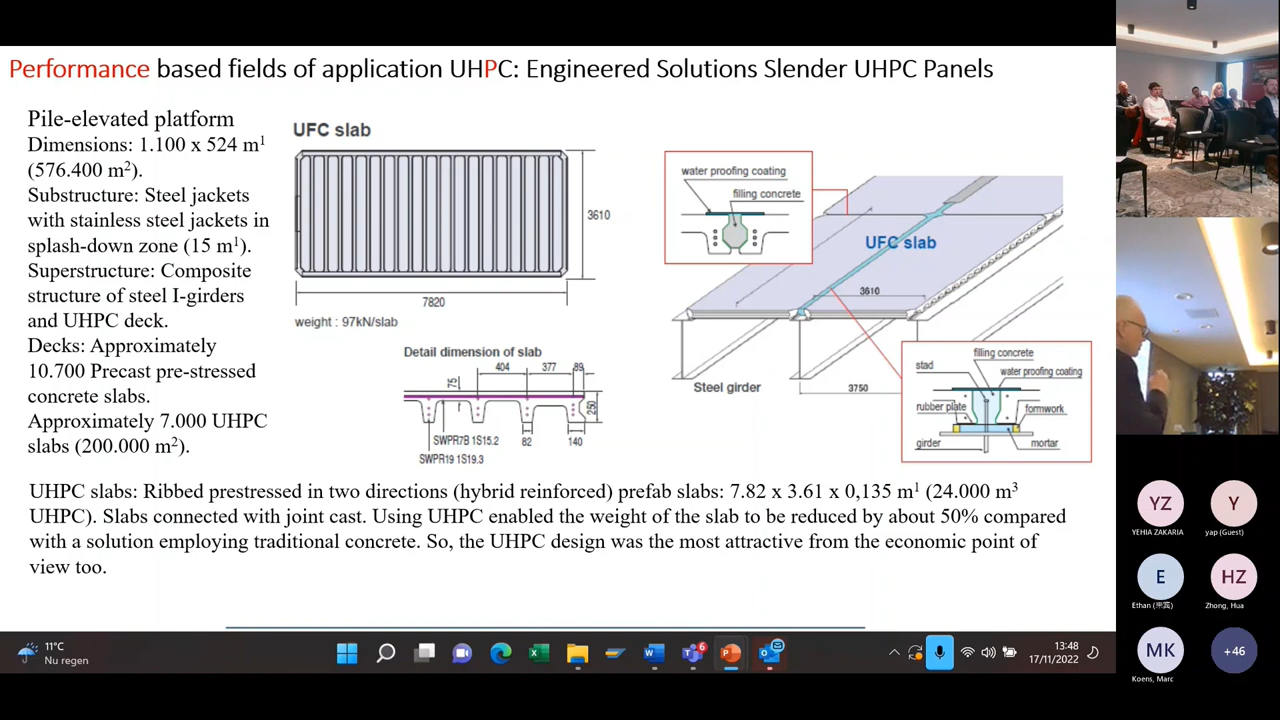 Performance based fields of application UHPC: Engineered Solutions Slender UHPC Panels
Pile-elevated platform
Dimensions: 1.100 x 524 m¹
(576.400 m²).
Substructure: Steel jackets
with stainless steel jackets in
splash-down zone (15 m¹).
Superstructure: Composite
structure of steel I-girders
and UHPC deck.
Decks: Approximately
10.700 Precast pre-stressed
concrete slabs.
Approximately 7.000 UHPC
slabs (200.000 m²).
UFC slab
3610
7820
weight : 97kN/slab
Detail dimension of slab
404
377
89
75
250
SWPR7B 1S15.2
82
140
SWPR19 1S19.3
water proofing coating
filling concrete
UFC slab
3610
Steel girder
3750
filling concrete
stad
water proofing coating
rubber plate
formwork
girder
mortar
UHPC slabs: Ribbed prestressed in two directions (hybrid reinforced) prefab slabs: 7.82 x 3.61 x 0,135 m¹ (24.000 m³
UHPC). Slabs connected with joint cast. Using UHPC enabled the weight of the slab to be reduced by about 50% compared
with a solution employing traditional concrete. So, the UHPC design was the most attractive from the economic point of
view too.
11°C
Nu regen
6
13:48
17/11/2022
YZ
YEHIA ZAKARIA
Y
yap (Guest)
E
Ethan (
HZ
Zhong, Hua
MK
Koens, Marc
+46